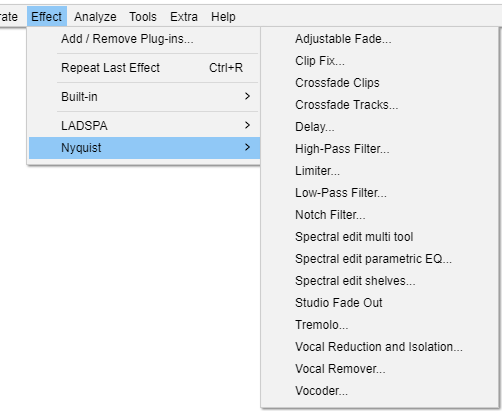 rate Effect Analyze Tools Extra Help
Add / Remove Plug-ins...
Repeat Last Effect Ctrl+R
Built-in >
LADSPA >
Nyquist >
Adjustable Fade...
Clip Fix...
Crossfade Clips
Crossfade Tracks...
Delay...
High-Pass Filter...
Limiter...
Low-Pass Filter...
Notch Filter...
Spectral edit multi tool
Spectral edit parametric EQ...
Spectral edit shelves...
Studio Fade Out
Tremolo...
Vocal Reduction and Isolation...
Vocal Remover...
Vocoder...